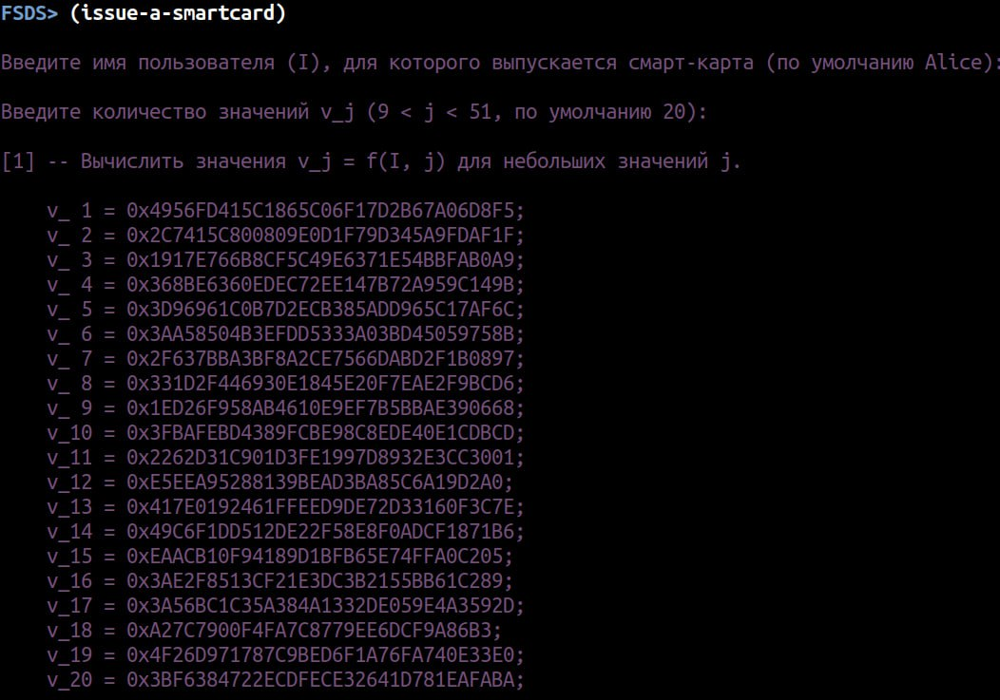 FSDS> (issue-a-smartcard)
Введите имя пользователя (I), для которого выпускается смарт-карта (по умолчанию Alice):
Введите количество значений v_j (9 < j < 51, по умолчанию 20):
[1] -- Вычислить значения v_j = f(I, j) для небольших значений j.
v_ 1 = 0x4956FD415C1865C06F17D2B67A06D8F5;
v_ 2 = 0x2C7415C800809E0D1F79D345A9FDAF1F;
v_ 3 = 0x1917E766B8CF5C49E6371E54BBFAB0A9;
v_ 4 = 0x368BE6360EDEC72EE147B72A959C149B;
v_ 5 = 0x3D96961C0B7D2ECB385ADD965C17AF6C;
v_ 6 = 0x3AA58504B3EFDD5333A03BD45059758B;
v_ 7 = 0x2F637BBA3BF8A2CE7566DABD2F1B0897;
v_ 8 = 0x331D2F446930E1845E20F7EAE2F9BCD6;
v_ 9 = 0x1ED26F958AB4610E9EF7B5BBAE390668;
v_10 = 0x3FBAFEBD4389FCBE98C8EDE40E1CDBCD;
v_11 = 0x2262D31C901D3FE1997D8932E3CC3001;
v_12 = 0xE5EEA95288139BEAD3BA85C6A19D2A0;
v_13 = 0x417E0192461FFEED9DE72D33160F3C7E;
v_14 = 0x49C6F1DD512DE22F58E8F0ADCF1871B6;
v_15 = 0xEAACB10F94189D1BFB65E74FFA0C205;
v_16 = 0x3AE2F8513CF21E3DC3B2155BB61C289;
v_17 = 0x3A56BC1C35A384A1332DE059E4A3592D;
v_18 = 0xA27C7900F4FA7C8779EE6DCF9A86B3;
v_19 = 0x4F26D971787C9BED6F1A76FA740E33E0;
v_20 = 0x3BF6384722ECDFECE32641D781EAFABA;